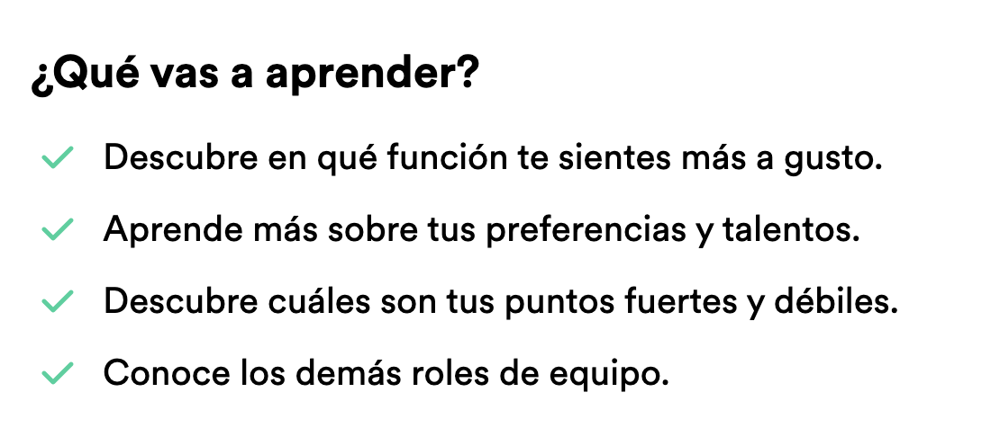 ¿Qué vas a aprender?
Descubre en qué función te sientes más a gusto.
Aprende más sobre tus preferencias y talentos.
Descubre cuáles son tus puntos fuertes y débiles.
Conoce los demás roles de equipo.